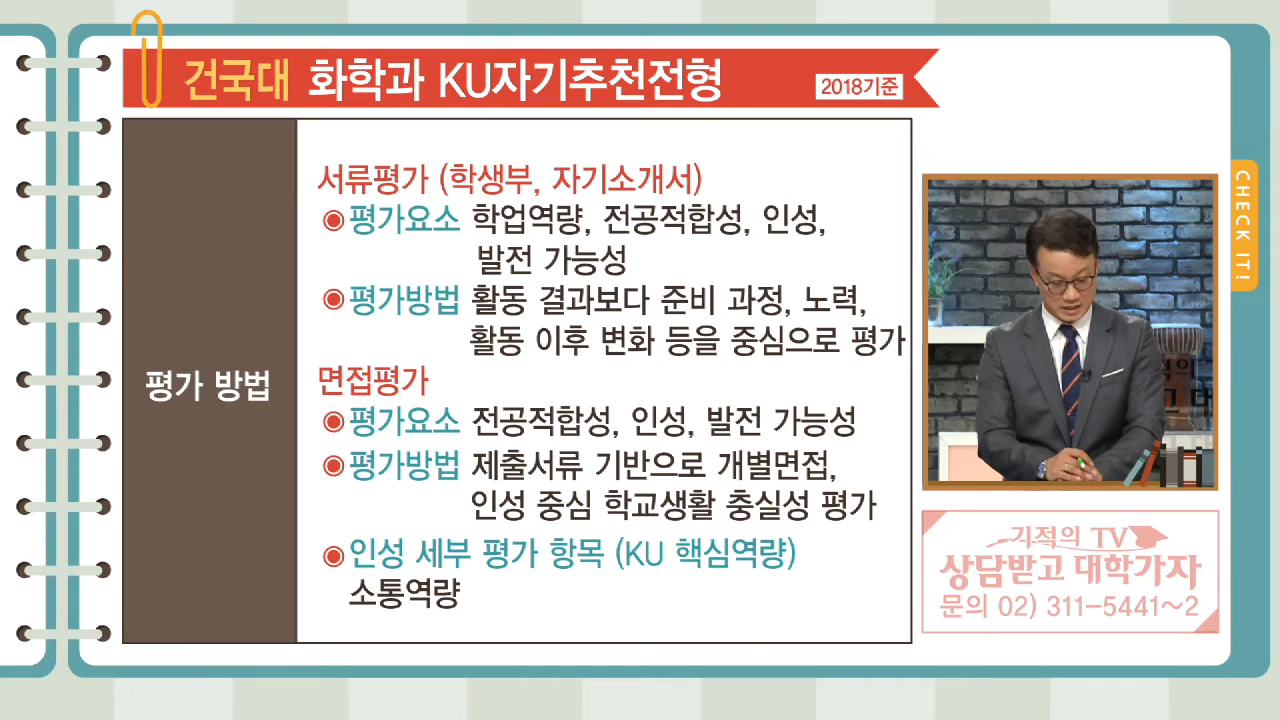 건국대 화학과 KU자기추천전형
2018기준
평가 방법
서류평가 (학생부, 자기소개서)
◉평가요소 학업역량, 전공적합성, 인성,
발전 가능성
◉평가방법 활동 결과보다 준비 과정, 노력,
활동 이후 변화 등을 중심으로 평가
면접평가
◉평가요소 전공적합성, 인성, 발전 가능성
◉평가방법 제출서류 기반으로 개별면접,
인성 중심 학교생활 충실성 평가
◉인성 세부 평가 항목 (KU 핵심역량)
소통역량
CHECK IT!
기적의 TV
상담받고 대학가자
문의 02) 311-5441~2